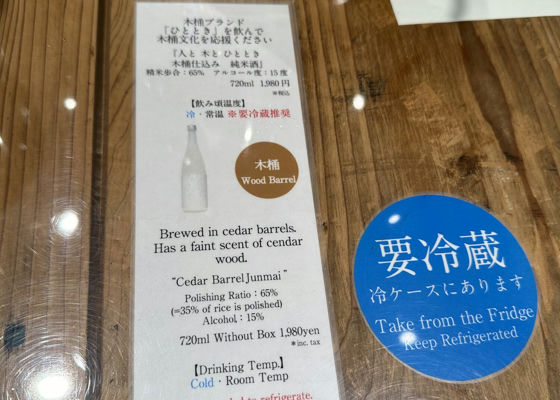 木桶ブランド
『ひととき』を飲んで
木桶文化を応援ください
『人と 木と ひととき
木桶仕込み 純米酒』
精米歩合：65% アルコール度：15度
720ml 1,980円
※税込
【飲み頃温度】
冷・常温 ※要冷蔵推奨
木桶
Wood Barrel
Brewed in cedar barrels.
Has a faint scent of cendar
wood.
"Cedar Barrel Junmai"
Polishing Ratio：65%
(=35% of rice is polished)
Alcohol：15%
720ml Without Box 1,980yen
*inc. tax
【Drinking Temp.】
Cold・Room Temp
to refrigerate.
要冷蔵
冷ケースにあります
Take from the Fridge
Keep Refrigerated